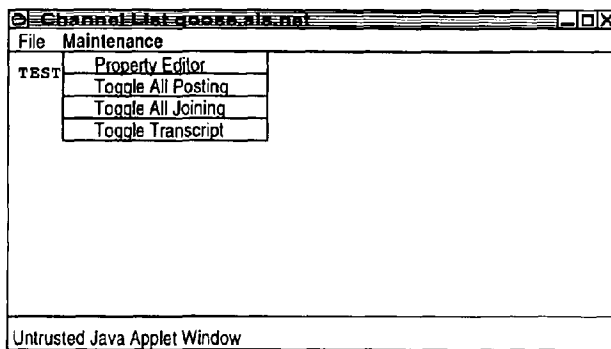 Channel List goose.ais.net
File Maintenance
TEST
Property Editor
Toggle All Posting
Toggle All Joining
Toggle Transcript
Untrusted Java Applet Window